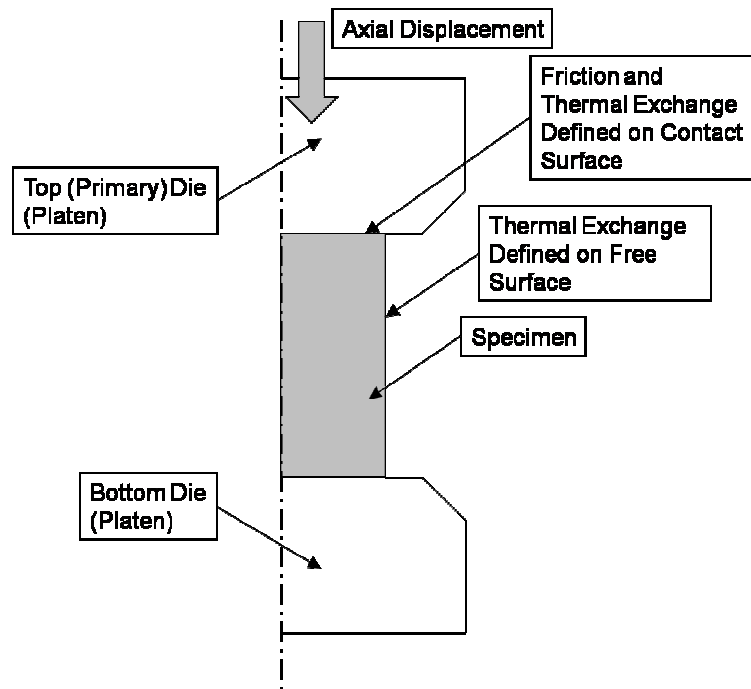 Axial Displacement
Friction and
Thermal Exchange
Defined on Contact
Surface
Top (Primary) Die
(Platen)
Thermal Exchange
Defined on Free
Surface
Specimen
Bottom Die
(Platen)